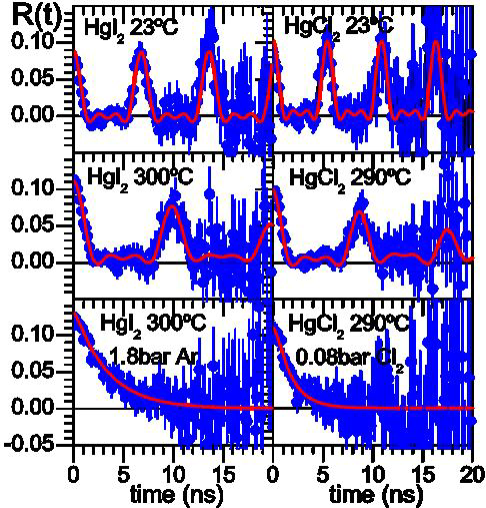 R(t)
HgI2 23ºC
HgCl2 23ºC
0.10
0.05
0.00
HgI2 300ºC
HgCl2 290ºC
0.10
0.05
0.00
HgI2 300ºC
1.8bar Ar
HgCl2 290ºC
0.08bar Cl2
0.10
0.05
0.00
-0.05
0 5 10 15 0 5 10 15 20
time (ns) time (ns)